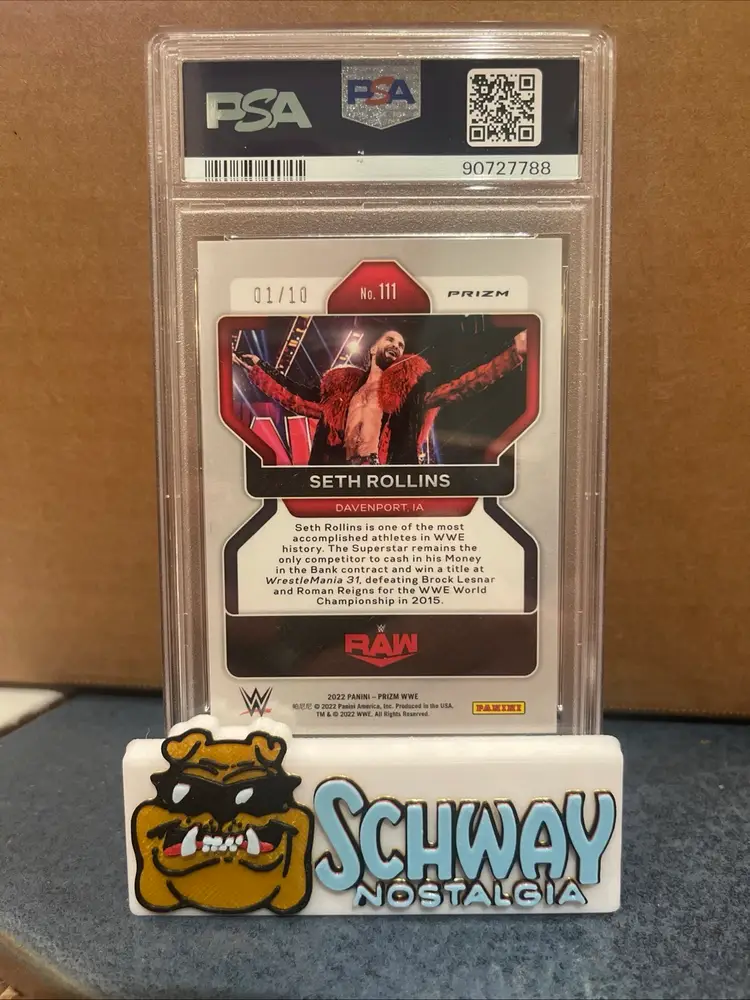 PSA
PSA
90727788
01/10
No. 111
PRIZM
SETH ROLLINS
DAVENPORT, IA
Seth Rollins is one of the most
accomplished athletes in WWE
history. The Superstar remains the
only competitor to cash in his Money
in the Bank contract and win a title at
WrestleMania 31, defeating Brock Lesnar
and Roman Reigns for the WWE World
Championship in 2015.
W
RAW
W
2022 PANINI – PRIZM WWE
帕尼尼 © 2022 Panini America, Inc. Produced in the USA.
TM & © 2022 WWE. All Rights Reserved.
PANINI
SCHWAY
NOSTALGIA